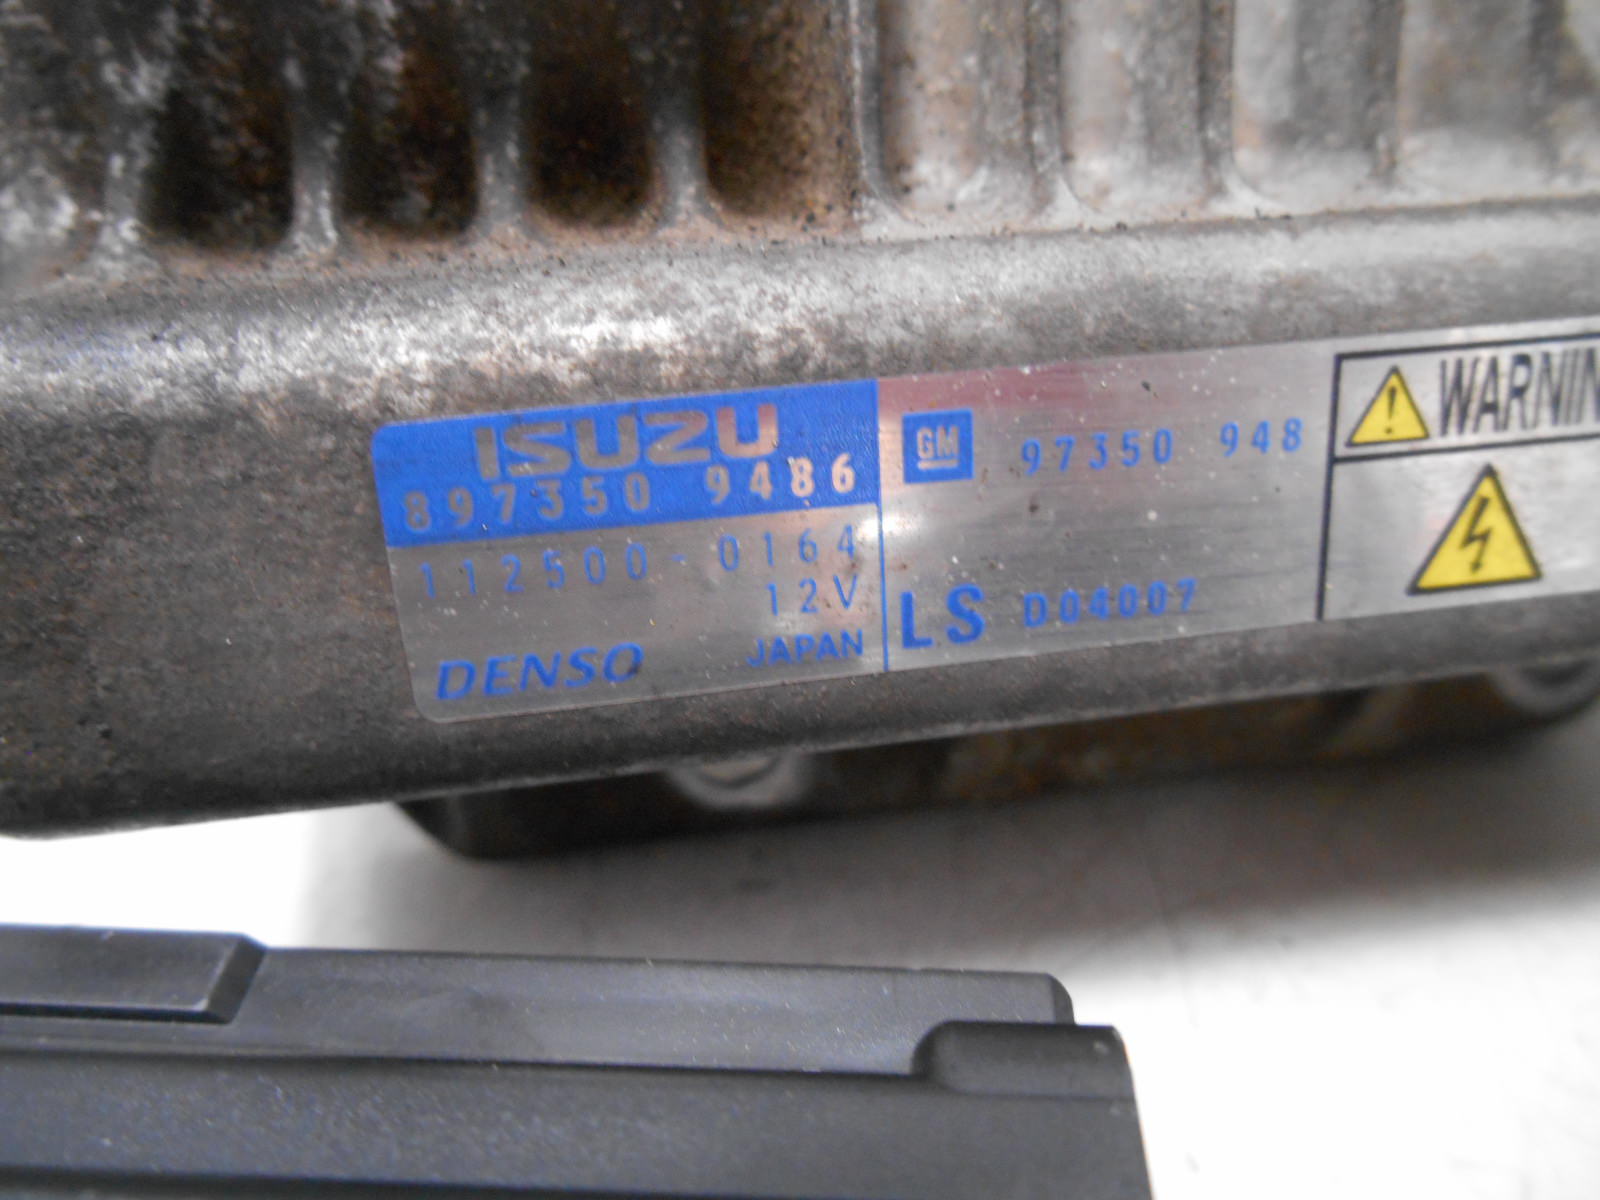 ISUZU
897350 9486
112500-0164
12V
DENSO JAPAN
GM 97350 948
LS D04007
WARNIN